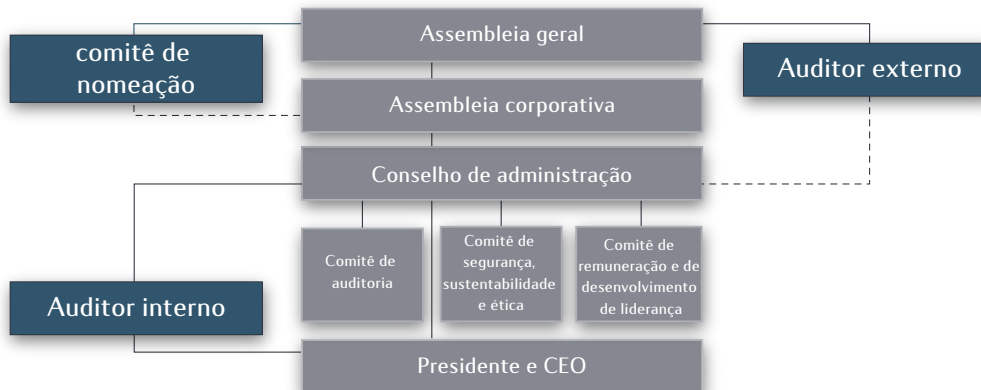 Assembleia geral
comitê de
nomeação
Auditor externo
Assembleia corporativa
Conselho de administração
Comitê de
auditoria
Comitê de
segurança,
sustentabilidade
e ética
Comitê de
remuneração e de
desenvolvimento
de liderança
Auditor interno
Presidente e CEO